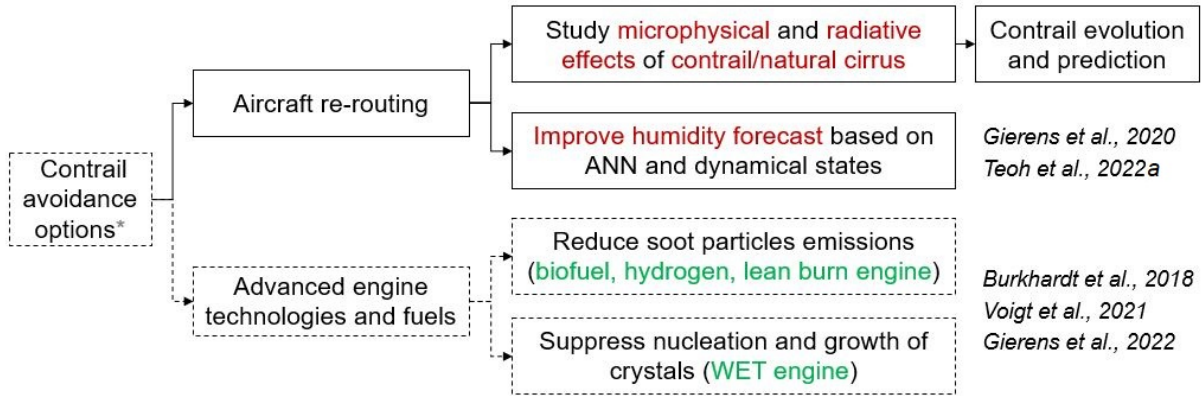 Study microphysical and radiative
effects of contrail/natural cirrus
Contrail evolution
and prediction
Aircraft re-routing
Improve humidity forecast based on
ANN and dynamical states
Gierens et al., 2020
Teoh et al., 2022a
Contrail
avoidance
options*
Reduce soot particles emissions
(biofuel, hydrogen, lean burn engine)
Advanced engine
technologies and fuels
Burkhardt et al., 2018
Voigt et al., 2021
Gierens et al., 2022
Suppress nucleation and growth of
crystals (WET engine)